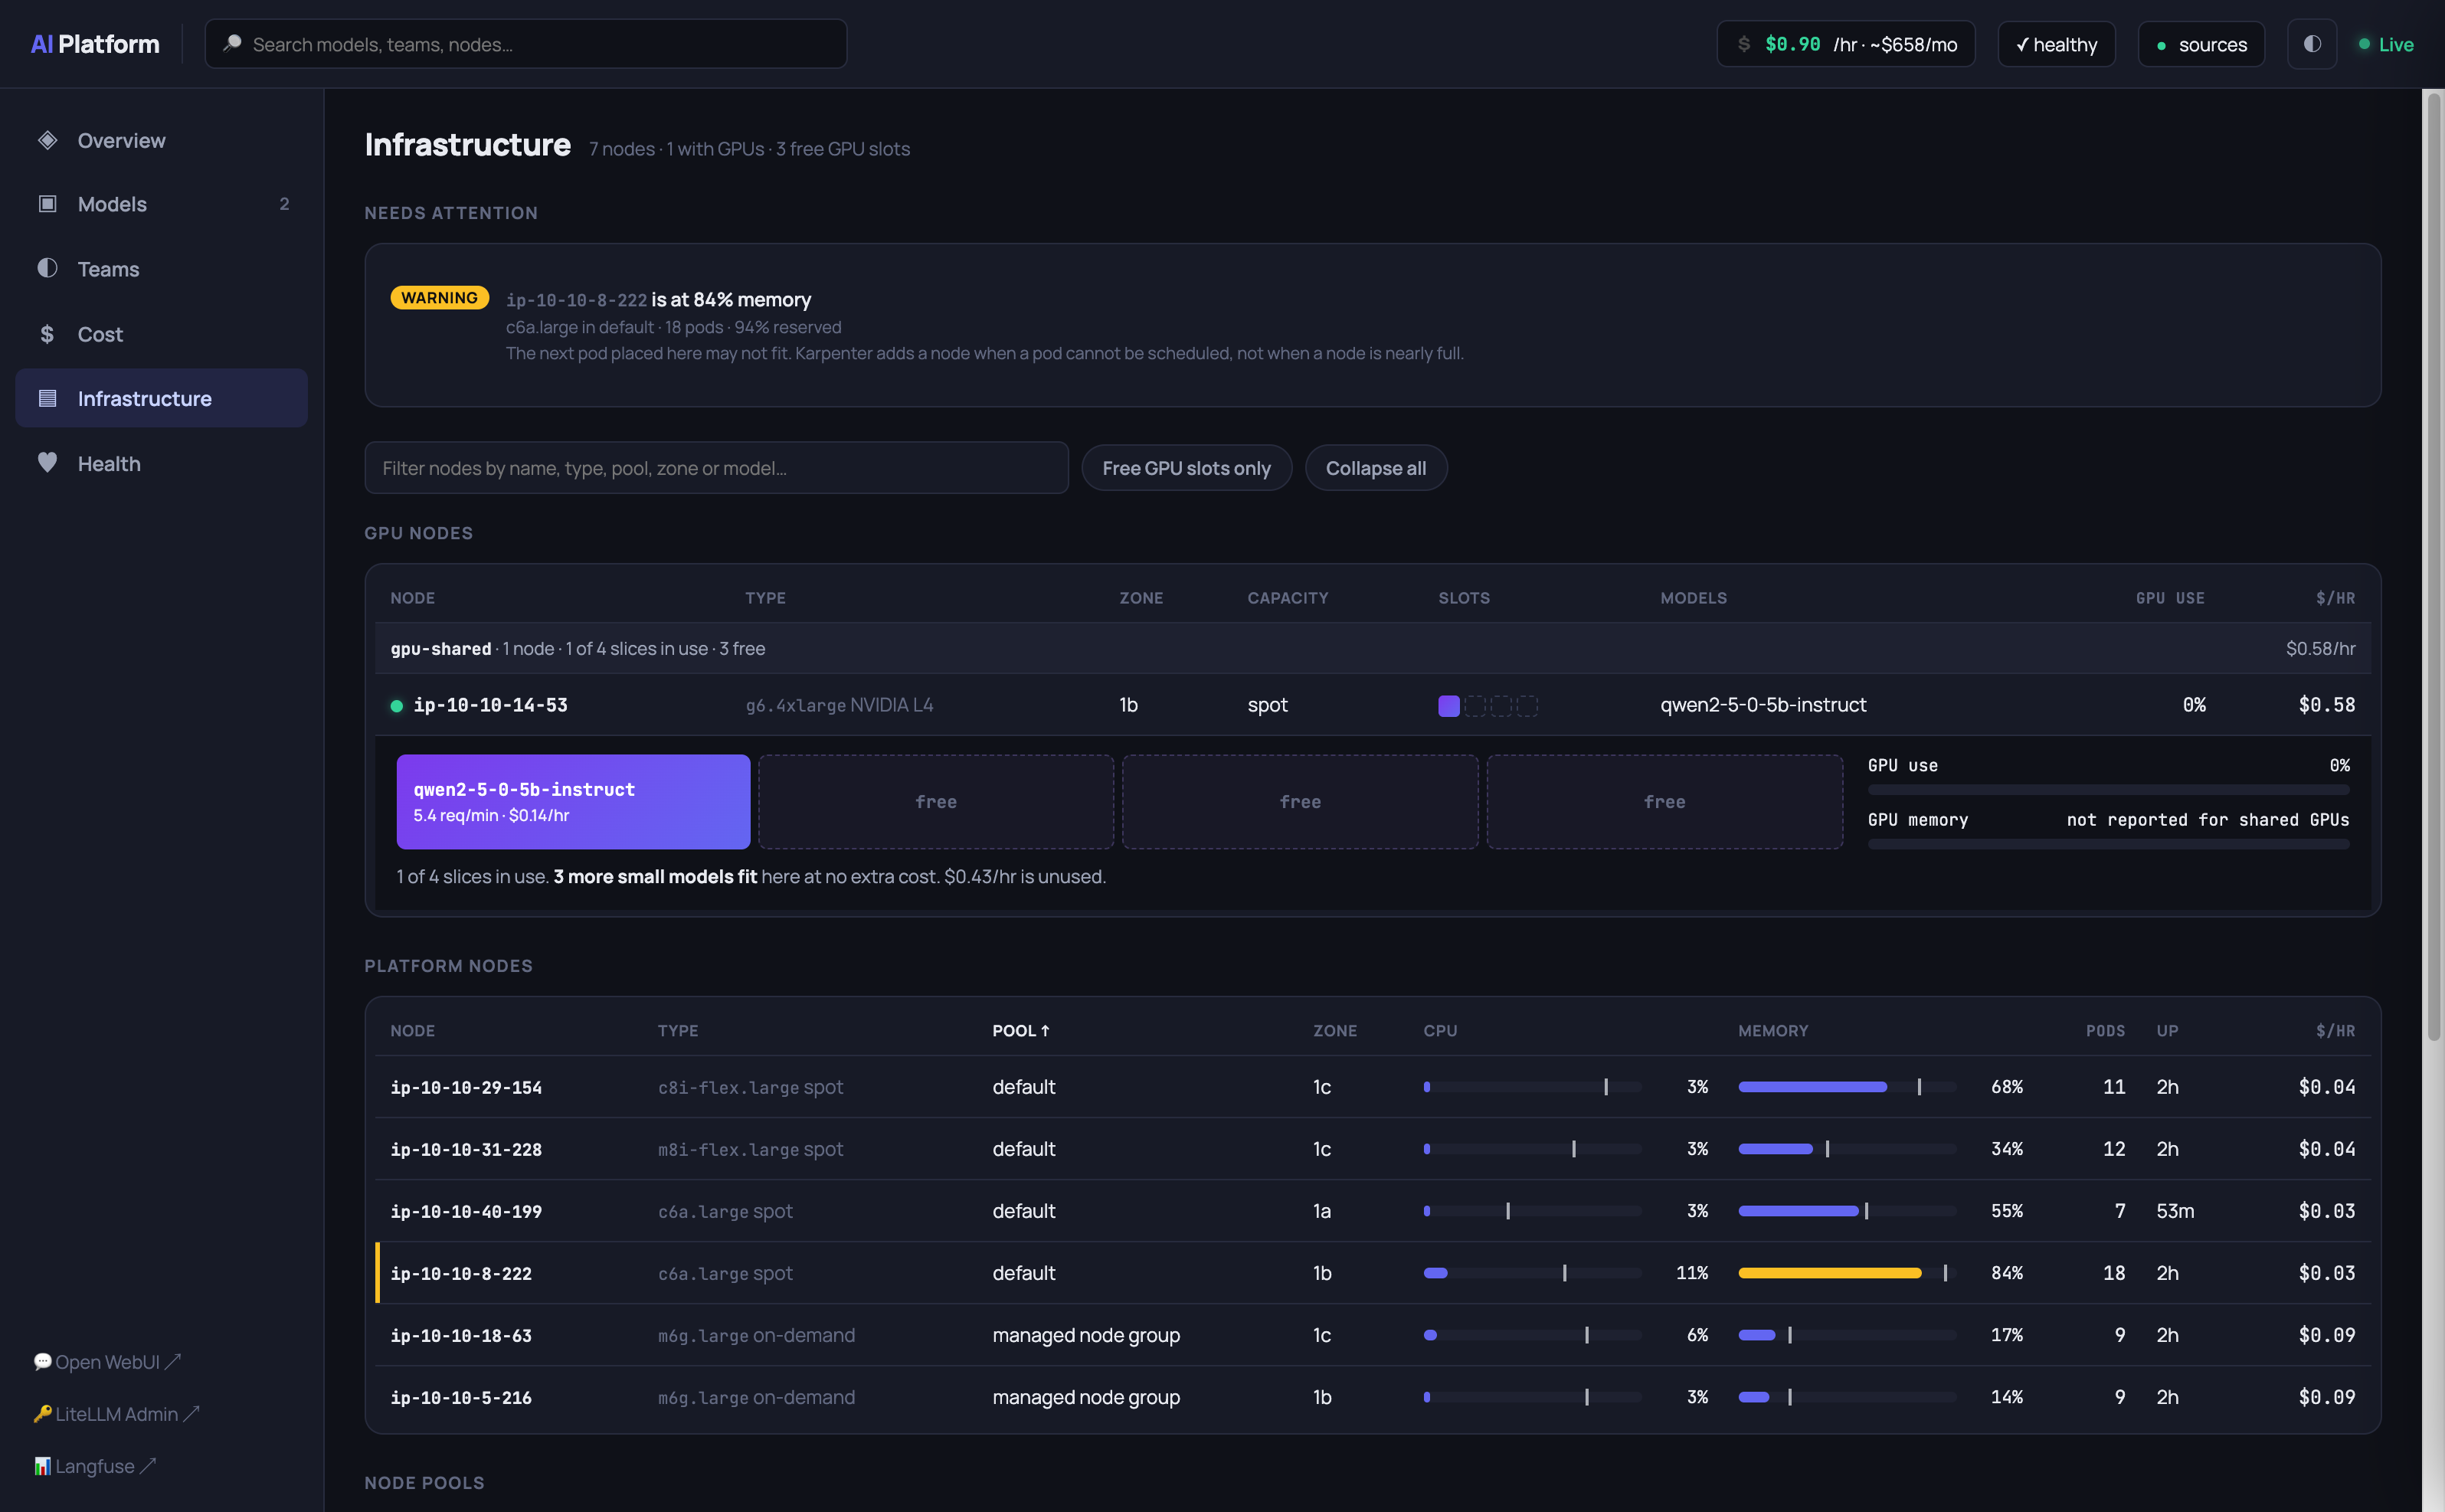 AI Platform
Search models, teams, nodes...
$ $0.90 /hr · ~$658/mo
✓ healthy
● sources
● Live
Overview
Models 2
Teams
$ Cost
Infrastructure
Health
Open WebUI ↗
LiteLLM Admin ↗
Langfuse ↗
Infrastructure 7 nodes · 1 with GPUs · 3 free GPU slots
NEEDS ATTENTION
WARNING ip-10-10-8-222 is at 84% memory
c6a.large in default · 18 pods · 94% reserved
The next pod placed here may not fit. Karpenter adds a node when a pod cannot be scheduled, not when a node is nearly full.
Filter nodes by name, type, pool, zone or model...
Free GPU slots only
Collapse all
GPU NODES
NODE TYPE ZONE CAPACITY SLOTS MODELS GPU USE $/HR
gpu-shared · 1 node · 1 of 4 slices in use · 3 free $0.58/hr
ip-10-10-14-53 g6.4xlarge NVIDIA L4 1b spot qwen2-5-0-5b-instruct 0% $0.58
qwen2-5-0-5b-instruct
5.4 req/min · $0.14/hr
free
free
free
GPU use 0%
GPU memory not reported for shared GPUs
1 of 4 slices in use. 3 more small models fit here at no extra cost. $0.43/hr is unused.
PLATFORM NODES
NODE TYPE POOL ↑ ZONE CPU MEMORY PODS UP $/HR
ip-10-10-29-154 c8i-flex.large spot default 1c 3% 68% 11 2h $0.04
ip-10-10-31-228 m8i-flex.large spot default 1c 3% 34% 12 2h $0.04
ip-10-10-40-199 c6a.large spot default 1a 3% 55% 7 53m $0.03
ip-10-10-8-222 c6a.large spot default 1b 11% 84% 18 2h $0.03
ip-10-10-18-63 m6g.large on-demand managed node group 1c 6% 17% 9 2h $0.09
ip-10-10-5-216 m6g.large on-demand managed node group 1b 3% 14% 9 2h $0.09
NODE POOLS